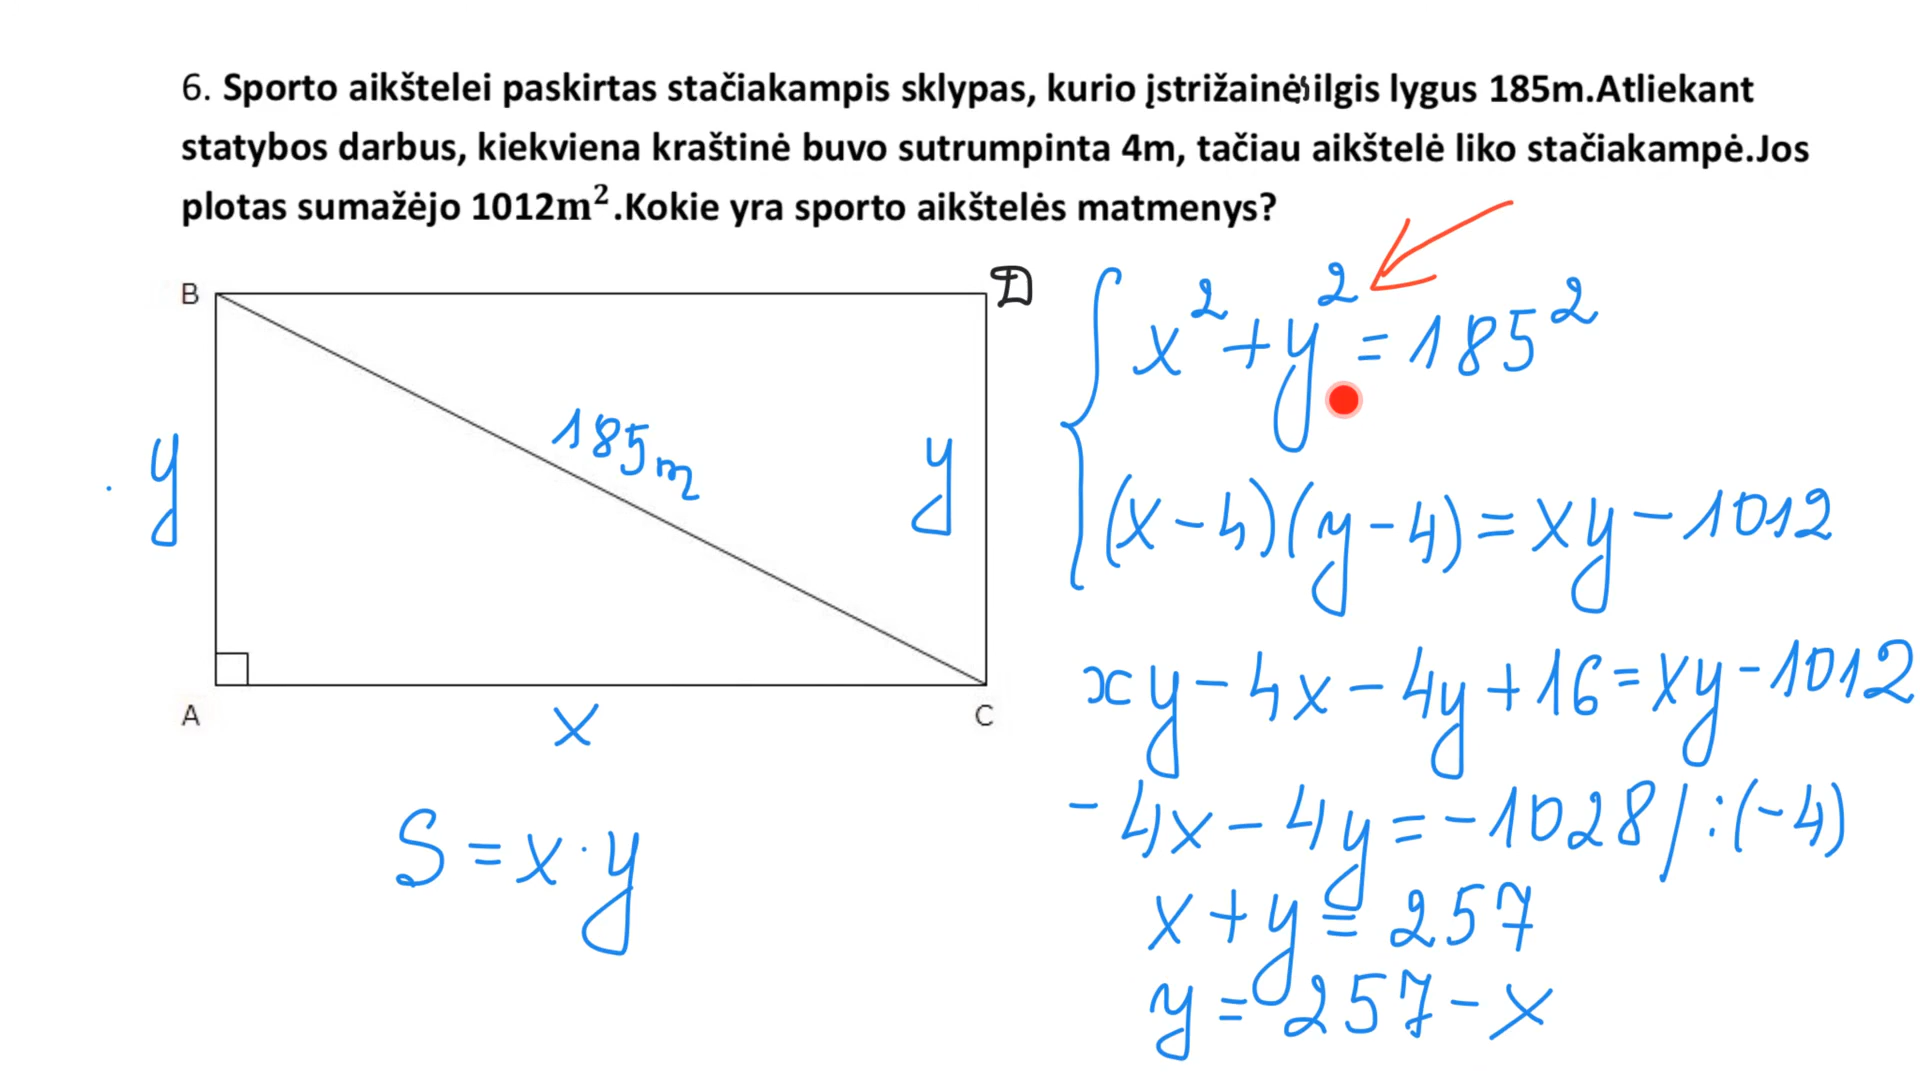 6. Sporto aikštelei paskirtas stačiakampis sklypas, kurio įstrižainės ilgis lygus 185m.Atliekant
statybos darbus, kiekviena kraštinė buvo sutrumpinta 4m, tačiau aikštelė liko stačiakampė.Jos
plotas sumažėjo 1012m².Kokie yra sporto aikštelės matmenys?
B
D
185m
y
y
A
x
C
S = x · y
x² + y² = 185²
(x - 4)(y - 4) = xy - 1012
xy - 4x - 4y + 16 = xy - 1012
- 4x - 4y = - 1028 / : (-4)
x + y = 257
y = 257 - x